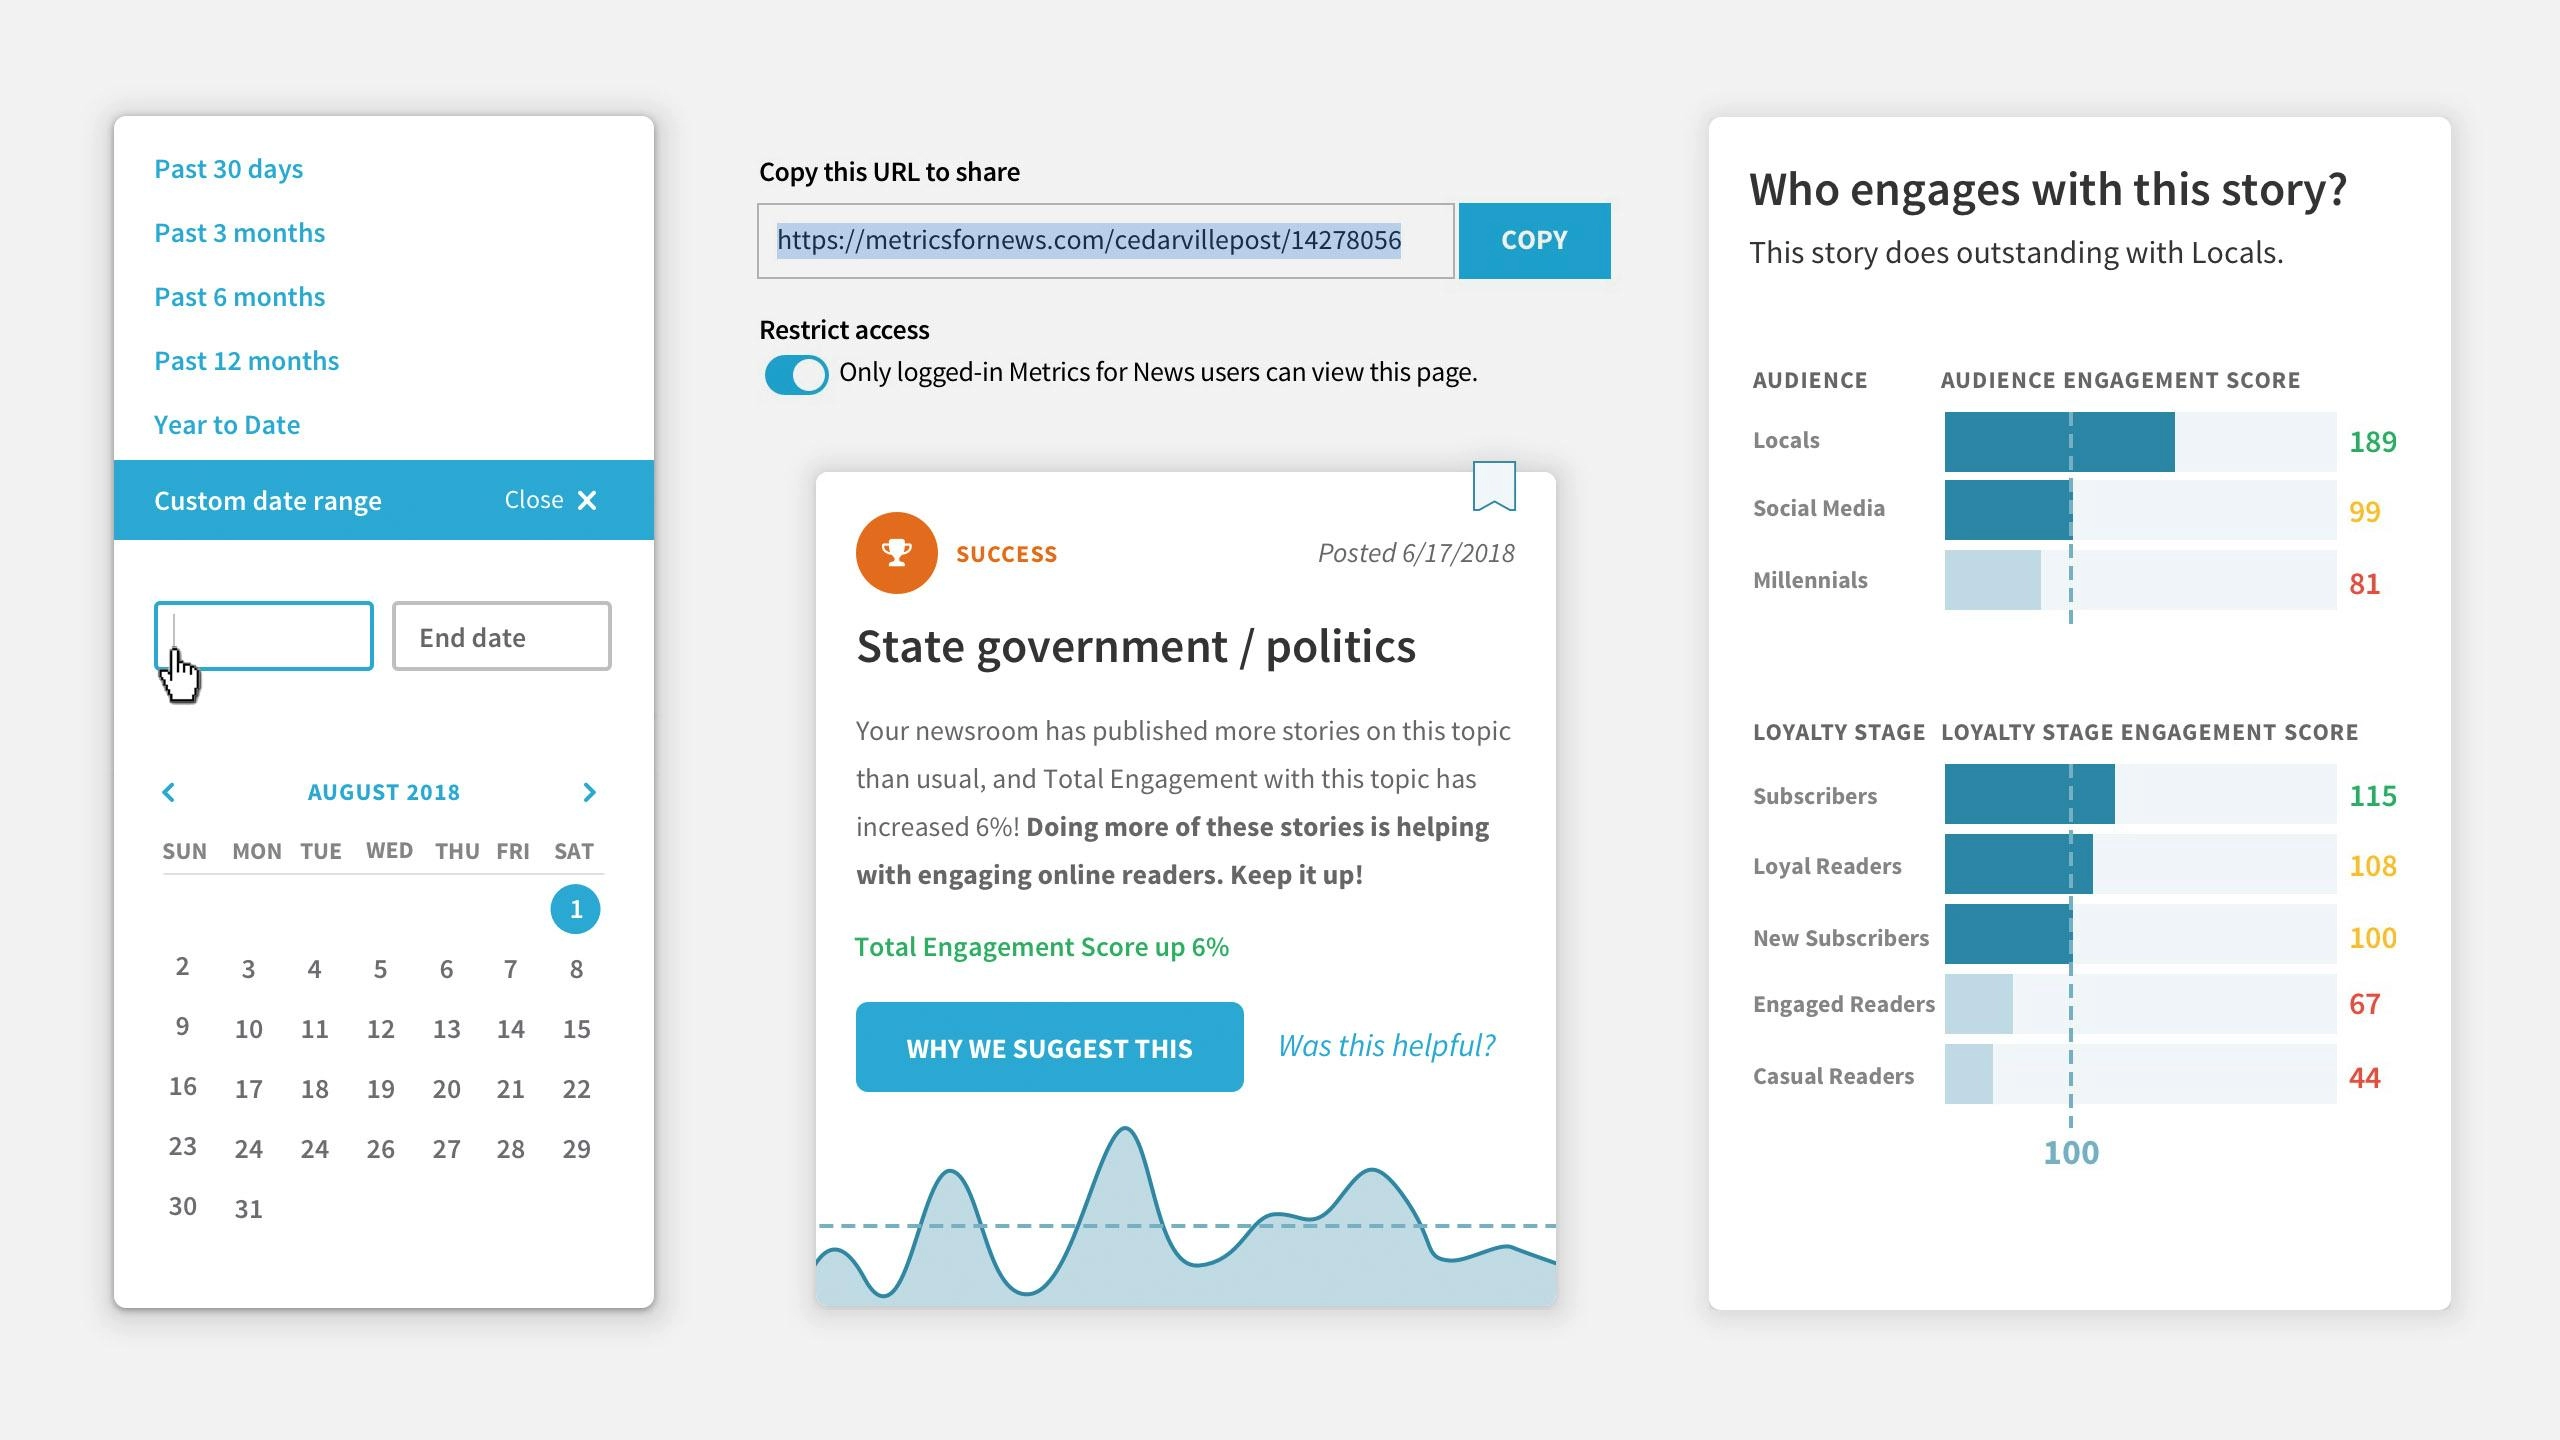 Past 30 days
Past 3 months
Past 6 months
Past 12 months
Year to Date
Custom date range Close
End date
AUGUST 2018
SUN MON TUE WED THU FRI SAT
1
2 3 4 5 6 7 8
9 10 11 12 13 14 15
16 17 18 19 20 21 22
23 24 24 26 27 28 29
30 31
Copy this URL to share
https://metricsfornews.com/cedarvillepost/14278056 COPY
Restrict access
Only logged-in Metrics for News users can view this page.
SUCCESS Posted 6/17/2018
State government / politics
Your newsroom has published more stories on this topic
than usual, and Total Engagement with this topic has
increased 6%! Doing more of these stories is helping
with engaging online readers. Keep it up!
Total Engagement Score up 6%
WHY WE SUGGEST THIS Was this helpful?
Who engages with this story?
This story does outstanding with Locals.
AUDIENCE AUDIENCE ENGAGEMENT SCORE
Locals 189
Social Media 99
Millennials 81
LOYALTY STAGE LOYALTY STAGE ENGAGEMENT SCORE
Subscribers 115
Loyal Readers 108
New Subscribers 100
Engaged Readers 67
Casual Readers 44
100